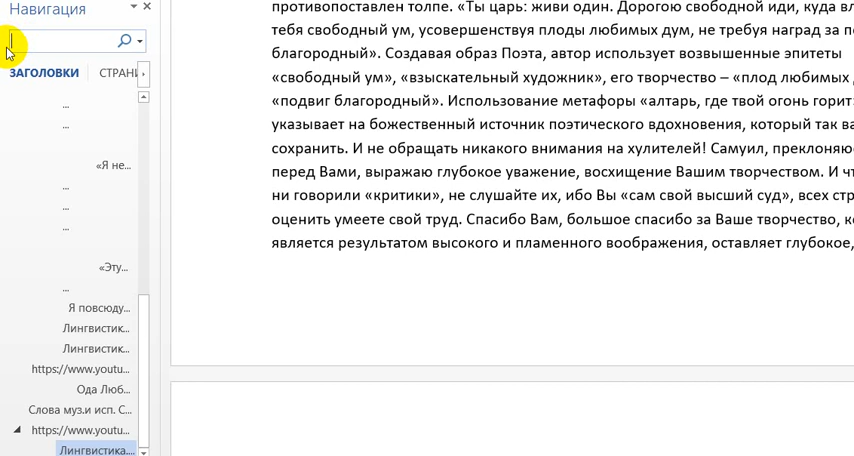 Навигация
ЗАГОЛОВКИ
СТРАНИ
...
...
«Я не...
...
...
...
«Эту...
...
Я повсюду...
Лингвистик...
Лингвистик...
https://www.youtu...
Ода Люб...
Слова муз.и исп. С...
https://www.youtu...
Лингвистика....
противопоставлен толпе. «Ты царь: живи один. Дорогою свободной иди, куда вл
тебя свободный ум, усовершенствуя плоды любимых дум, не требуя наград за п
благородный». Создавая образ Поэта, автор использует возвышенные эпитеты
«свободный ум», «взыскательный художник», его творчество – «плод любимых
«подвиг благородный». Использование метафоры «алтарь, где твой огонь горит
указывает на божественный источник поэтического вдохновения, который так ва
сохранить. И не обращать никакого внимания на хулителей! Самуил, преклоняю
перед Вами, выражаю глубокое уважение, восхищение Вашим творчеством. И чт
ни говорили «критики», не слушайте их, ибо Вы «сам свой высший суд», всех стр
оценить умеете свой труд. Спасибо Вам, большое спасибо за Ваше творчество, к
является результатом высокого и пламенного воображения, оставляет глубокое,